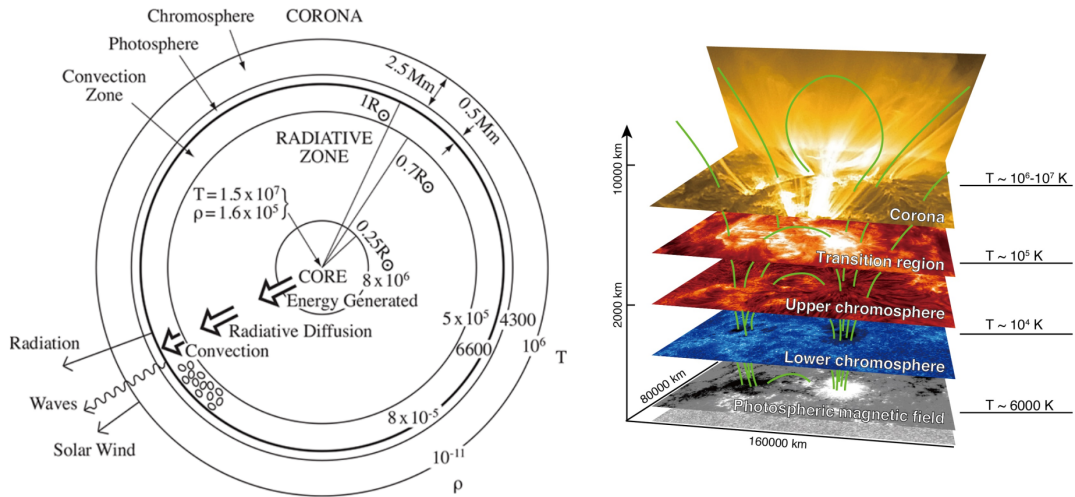 Chromosphere
CORONA
Photosphere
Convection
Zone
2.5Mm
0.5Mm
1R⊙
RADIATIVE
ZONE
0.7R⊙
T = 1.5 x 10⁷
ρ = 1.6 x 10⁵
0.25R⊙
CORE
8 x 10⁶
Energy Generated
Radiative Diffusion
Convection
5 x 10⁵
4300
6600
10⁶
T
Radiation
Waves
Solar Wind
8 x 10⁻⁵
10⁻¹¹
ρ
10000 km
2000 km
80000 km
160000 km
Corona
Transition region
Upper chromosphere
Lower chromosphere
Photospheric magnetic field
T ~ 10⁶-10⁷ K
T ~ 10⁵ K
T ~ 10⁴ K
T ~ 6000 K